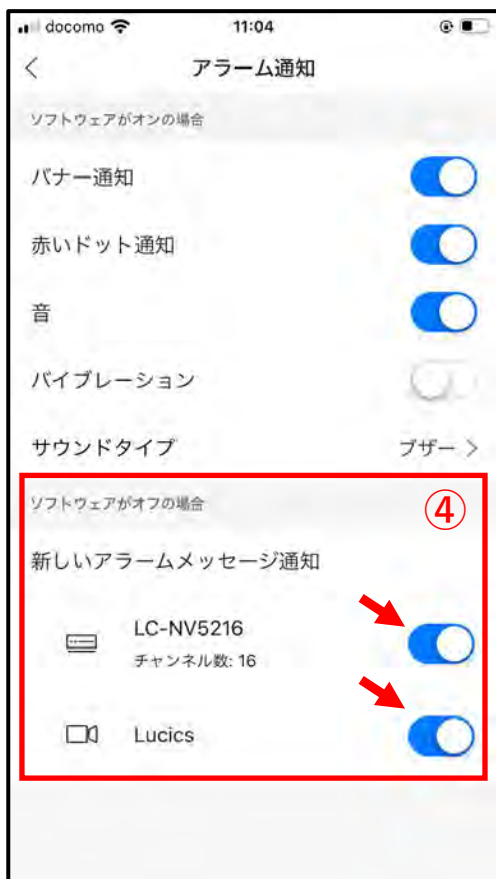 docomo 11:04
アラーム通知
ソフトウェアがオンの場合
バナー通知
赤いドット通知
音
バイブレーション
サウンドタイプ ブザー
ソフトウェアがオフの場合 ④
新しいアラームメッセージ通知
LC-NV5216
チャンネル数: 16
Lucics